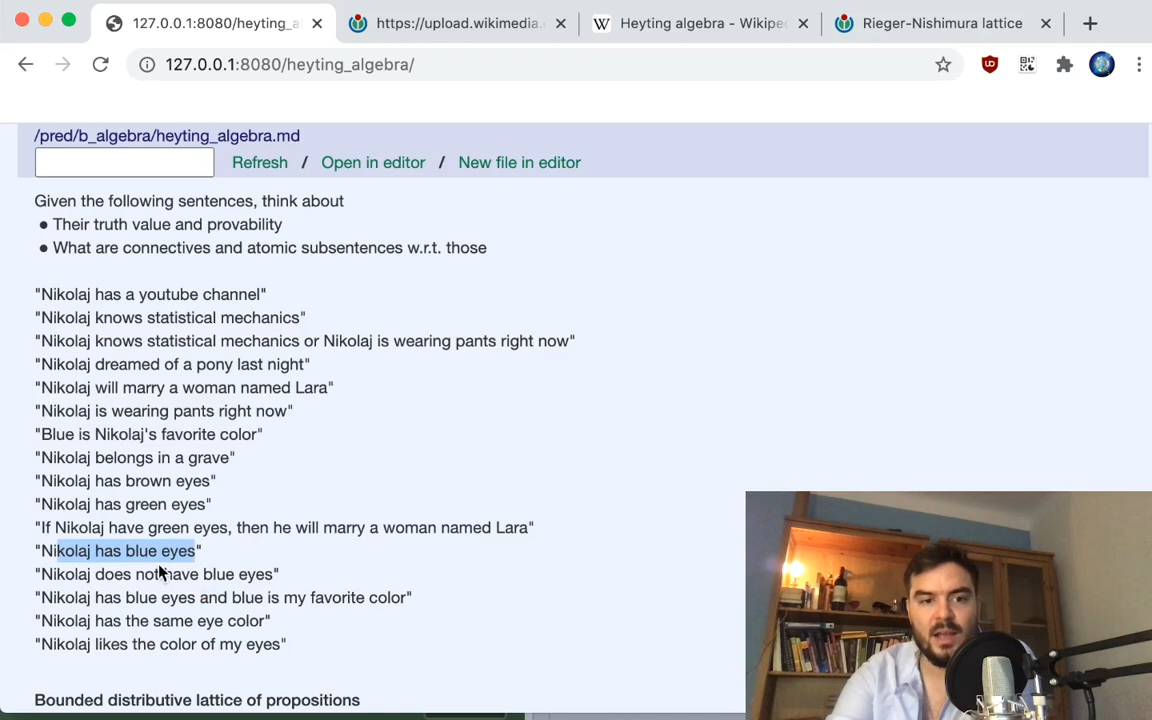 127.0.0.1:8080/heyting_a
https://upload.wikimedia.
W Heyting algebra - Wikipe
Rieger-Nishimura lattice
127.0.0.1:8080/heyting_algebra/
/pred/b_algebra/heyting_algebra.md
Refresh / Open in editor / New file in editor
Given the following sentences, think about
● Their truth value and provability
● What are connectives and atomic subsentences w.r.t. those
"Nikolaj has a youtube channel"
"Nikolaj knows statistical mechanics"
"Nikolaj knows statistical mechanics or Nikolaj is wearing pants right now"
"Nikolaj dreamed of a pony last night"
"Nikolaj will marry a woman named Lara"
"Nikolaj is wearing pants right now"
"Blue is Nikolaj's favorite color"
"Nikolaj belongs in a grave"
"Nikolaj has brown eyes"
"Nikolaj has green eyes"
"If Nikolaj have green eyes, then he will marry a woman named Lara"
"Nikolaj has blue eyes"
"Nikolaj does not have blue eyes"
"Nikolaj has blue eyes and blue is my favorite color"
"Nikolaj has the same eye color"
"Nikolaj likes the color of my eyes"
Bounded distributive lattice of propositions